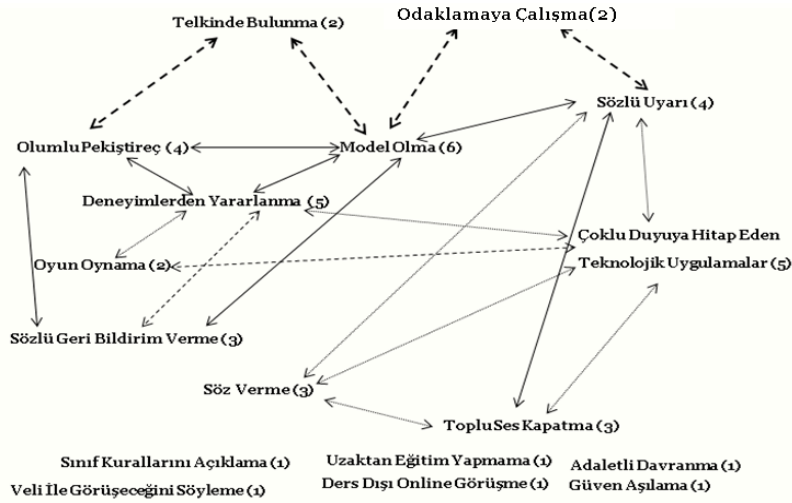 Telkinde Bulunma (2)
Odaklamaya Çalışma(2)
Sözlü Uyarı (4)
Olumlu Pekiştireç (4)
Model Olma (6)
Deneyimlerden Yararlanma (5)
Çoklu Duyuya Hitap Eden
Teknolojik Uygulamalar (5)
Oyun Oynama (2)
Sözlü Geri Bildirim Verme (3)
Söz Verme (3)
Toplu Ses Kapatma (3)
Sınıf Kurallarını Açıklama (1)
Uzaktan Eğitim Yapmama (1)
Adaletli Davranma (1)
Veli İle Görüşeceğini Söyleme (1)
Ders Dışı Online Görüşme (1)
Güven Aşılama (1)